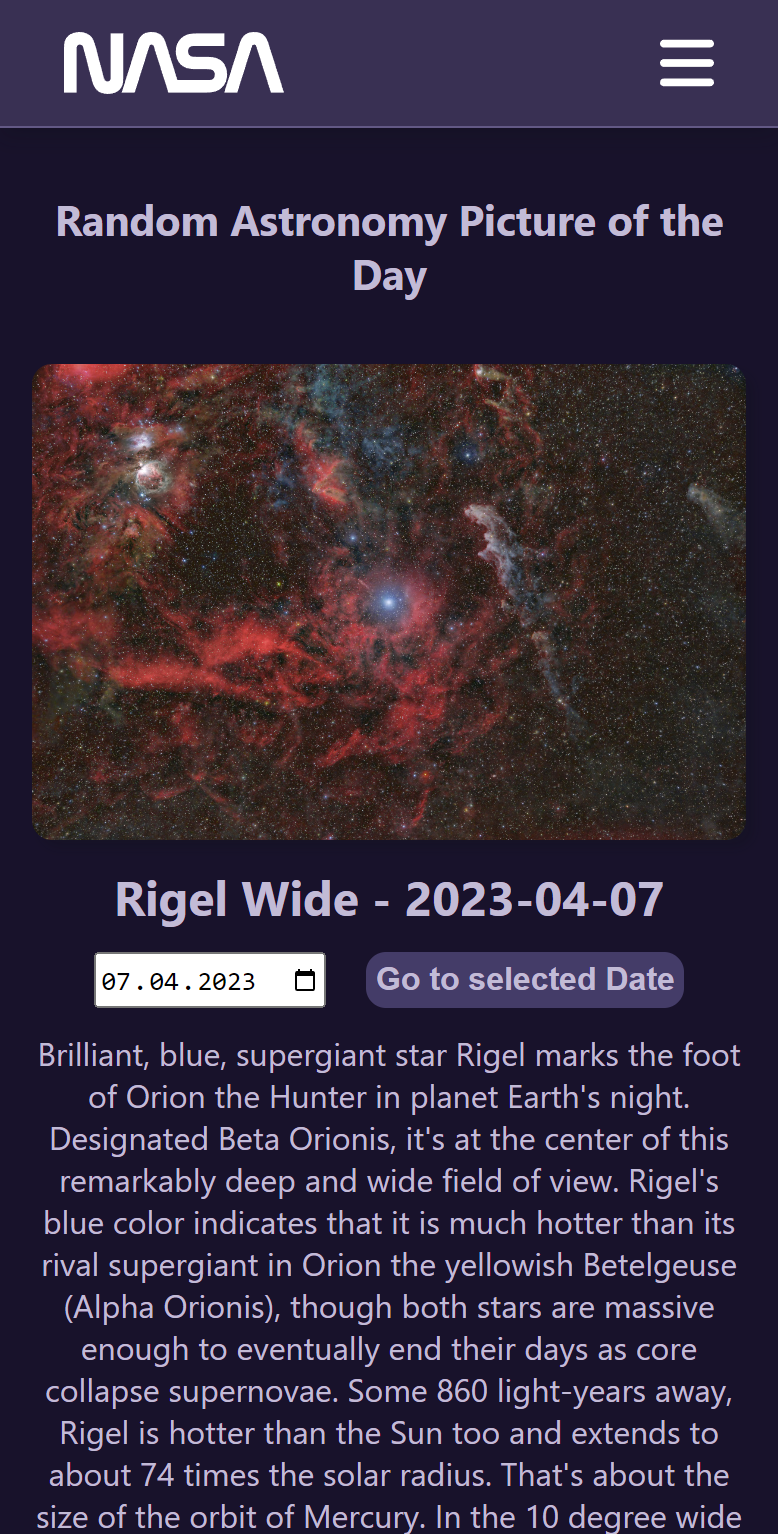 NASA
Random Astronomy Picture of the
Day
Rigel Wide - 2023-04-07
07.04.2023
Go to selected Date
Brilliant, blue, supergiant star Rigel marks the foot
of Orion the Hunter in planet Earth's night.
Designated Beta Orionis, it's at the center of this
remarkably deep and wide field of view. Rigel's
blue color indicates that it is much hotter than its
rival supergiant in Orion the yellowish Betelgeuse
(Alpha Orionis), though both stars are massive
enough to eventually end their days as core
collapse supernovae. Some 860 light-years away,
Rigel is hotter than the Sun too and extends to
about 74 times the solar radius. That's about the
size of the orbit of Mercury. In the 10 degree wide